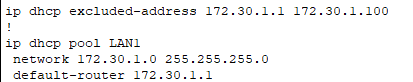 ip dhcp excluded-address 172.30.1.1 172.30.1.100
!
ip dhcp pool LAN1
network 172.30.1.0 255.255.255.0
default-router 172.30.1.1